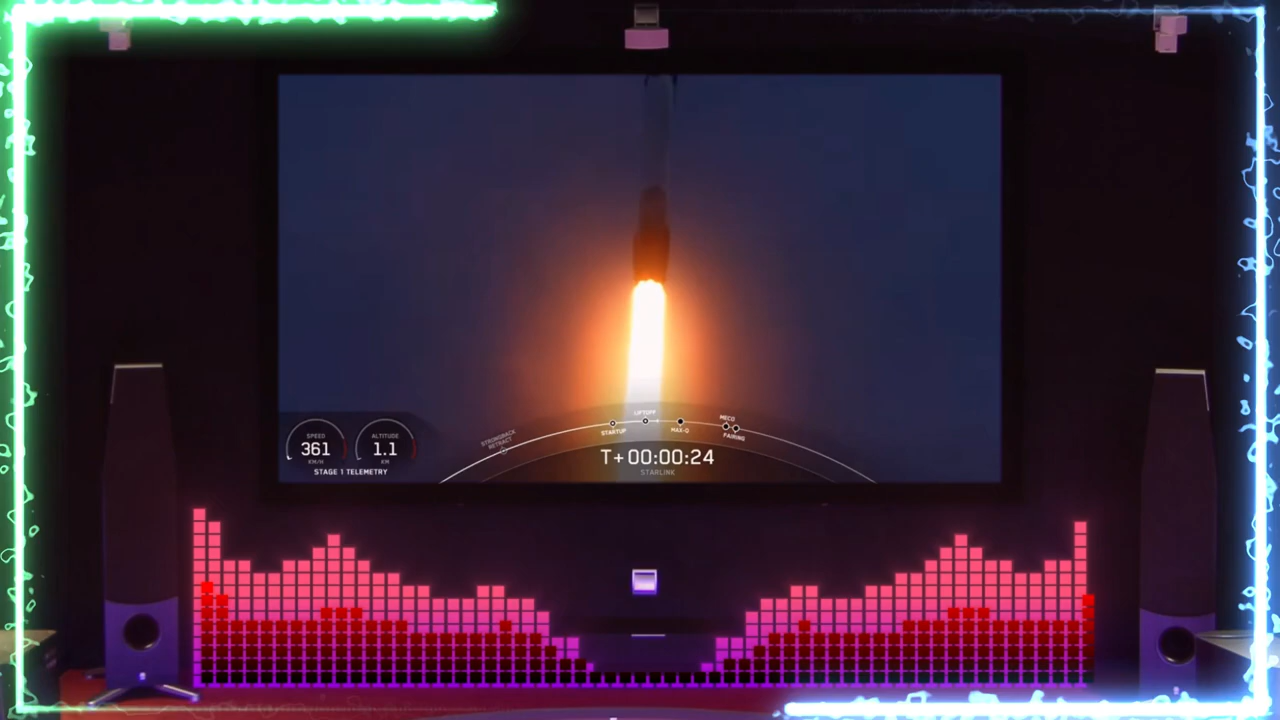 SPEED
361
KM/H
ALTITUDE
1.1
KM
STAGE 1 TELEMETRY
STRONGBACK
RETRACT
STARTUP
LIFTOFF
MAX-Q
MECO
FAIRING
T+00:00:24
STARLINK